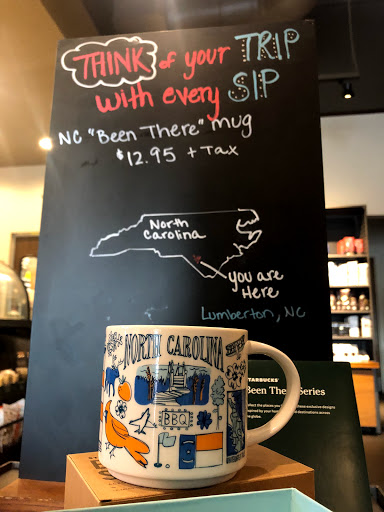 THINK of your TRIP
with every SIP
NC "Been There" mug
$12.95 + Tax
North
Carolina
you are
Here
Lumberton, NC
NORTH CAROLINA
BBQ
STARBUCKS
Been There Series